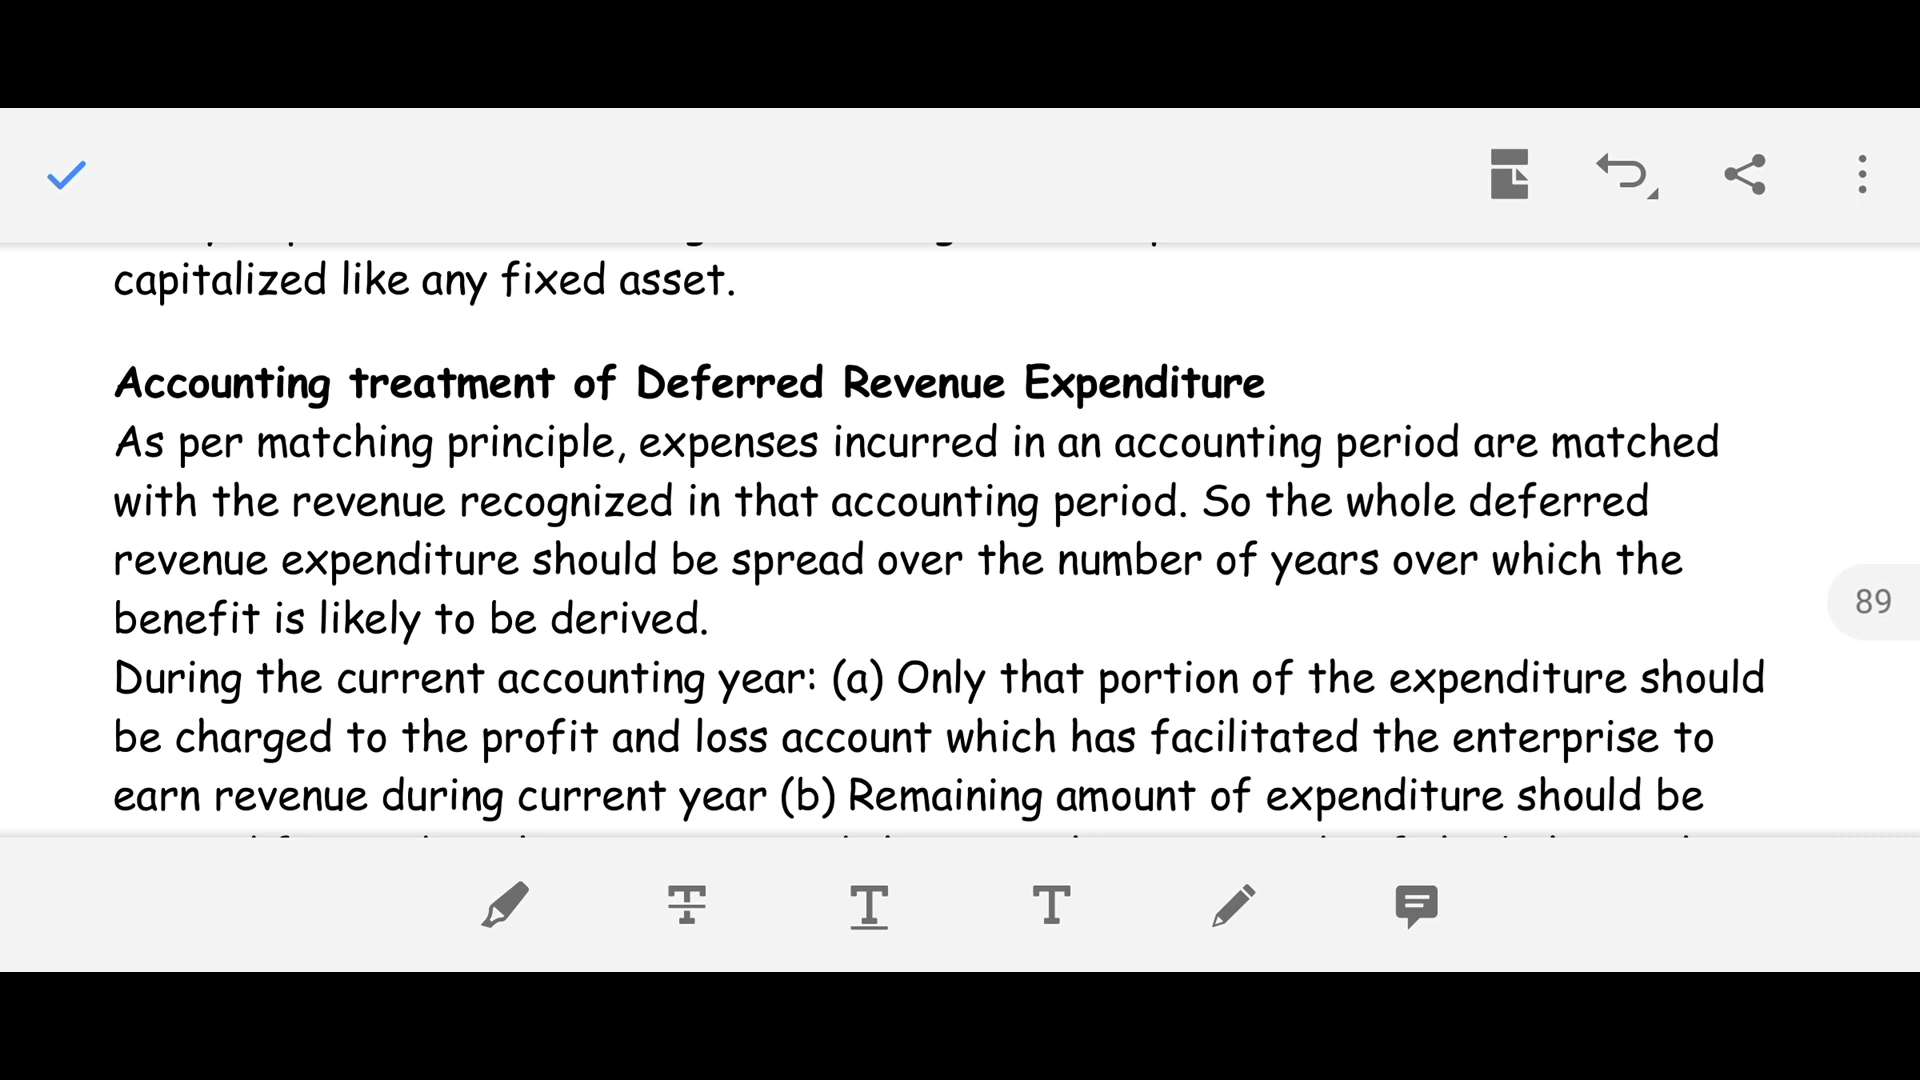 capitalized like any fixed asset.
Accounting treatment of Deferred Revenue Expenditure
As per matching principle, expenses incurred in an accounting period are matched
with the revenue recognized in that accounting period. So the whole deferred
revenue expenditure should be spread over the number of years over which the
benefit is likely to be derived.
During the current accounting year: (a) Only that portion of the expenditure should
be charged to the profit and loss account which has facilitated the enterprise to
earn revenue during current year (b) Remaining amount of expenditure should be
89